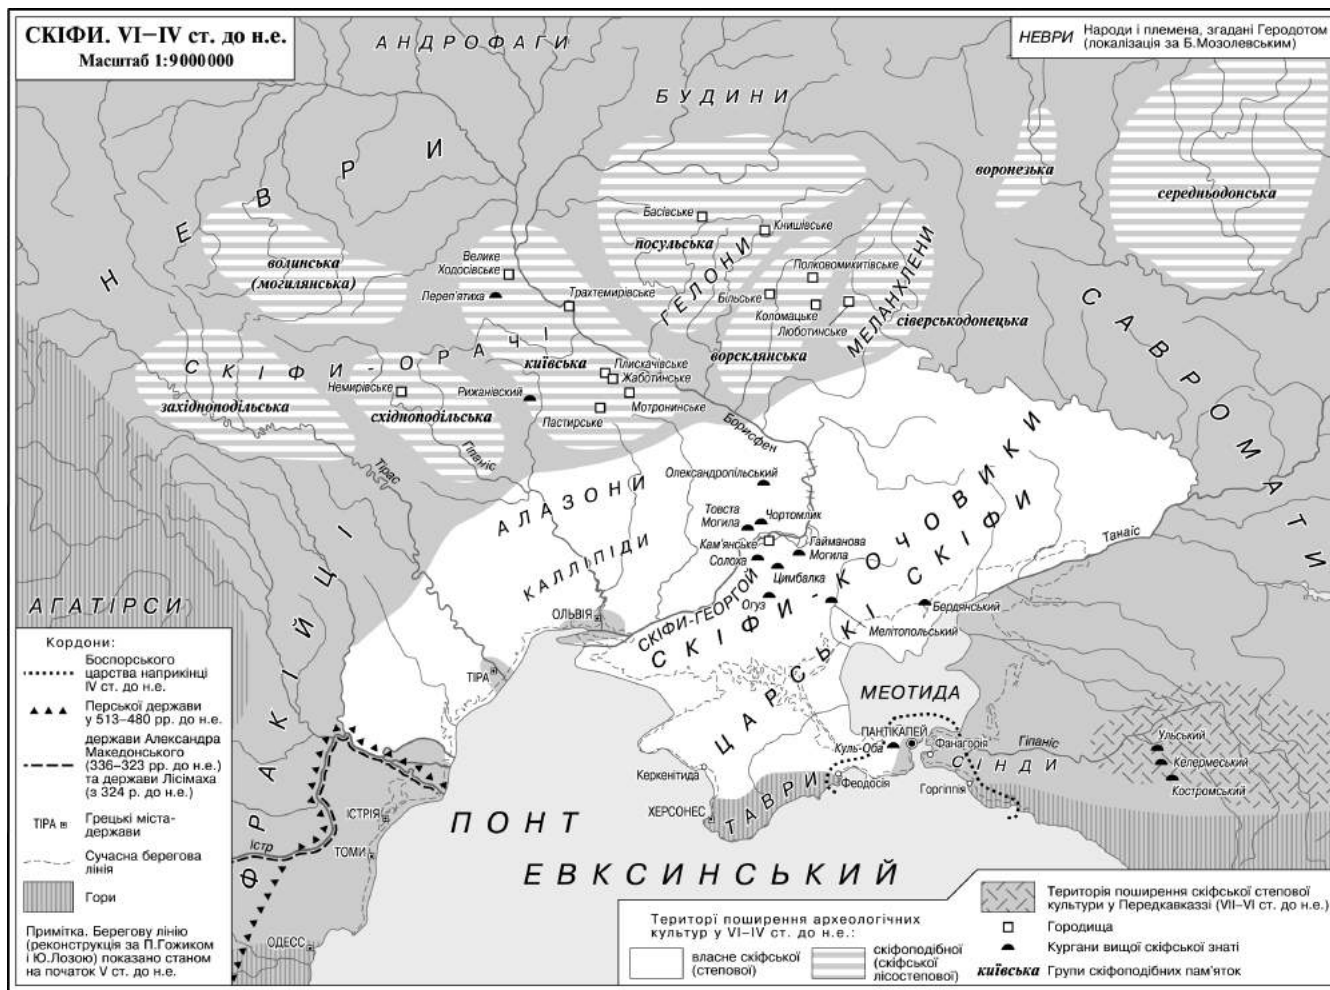 СКІФИ. VI–IV ст. до н.е.
Масштаб 1:9000000
НЕВРИ Народи і племена, згадані Геродотом
(локалізація за Б.Мозолевським)
АНДРОФАГИ
БУДИНИ
НЕВРИ
воронезька
середньодонська
Басівське
Книшівське
посульська
волинська
(могилянська)
Велике
Ходосівське
Переп'ятиха
Трахтемирівське
ГЕЛОНИ
Полковомикитівське
Більське
Коломацьке
Люботинське
МЕЛАНХЛЕНИ
сіверськодонецька
САВРОМАТИ
СКІФИ-ОРАЧІ
київська
ворсклянська
Плискачівське
Жаботинське
Немирівське
Рижанівский
Мотронинське
західноподільська
східноподільська
Пастирське
Борисфен
Гіпаніс
Тірас
Олександропільський
АЛАЗОНИ
Товста
Могила
Чортомлик
КАЛЛІПІДИ
Кам'янське
Гайманова
Могила
Солоха
Цимбалка
Танаїс
СКІФИ-КОЧОВИКИ
ЦАРСЬКІ СКІФИ
СКІФИ-ГЕОРГОЙ
Огуз
Бердянський
Мелітопольський
АГАТІРСИ
ФРАКІЙЦІ
ОЛЬВІЯ
ТІРА
МЕОТИДА
ПАНТІКАПЕЙ
Куль-Оба
Фанагорія
Гіпаніс
СІНДИ
Ульський
Келермеський
Костромський
Керкенітида
Феодосія
Горгіппія
ХЕРСОНЕС
ТАВРИ
ІСТРІЯ
ТОМИ
Істр
ОДЕСС
ПОНТ
ЕВКСИНСЬКИЙ
Кордони:
Боспорського
царства наприкінці
IV ст. до н.е.
Перської держави
у 513–480 рр. до н.е.
держави Александра
Македонського
(336–323 рр. до н.е.)
та держави Лісімаха
(з 324 р. до н.е.)
ТІРА Грецькі міста-
держави
Сучасна берегова
лінія
Гори
Примітка. Берегову лінію
(реконструкція за П.Гожиком
і Ю.Лозою) показано станом
на початок V ст. до н.е.
Територї поширення археологічних
культур у VI–IV ст. до н.е.:
власне скіфської
(степової)
скіфоподібної
(скіфської
лісостепової)
Територія поширення скіфської степової
культури у Передкавказзі (VII–VI ст. до н.е.)
Городища
Кургани вищої скіфської знаті
київська Групи скіфоподібних пам'яток